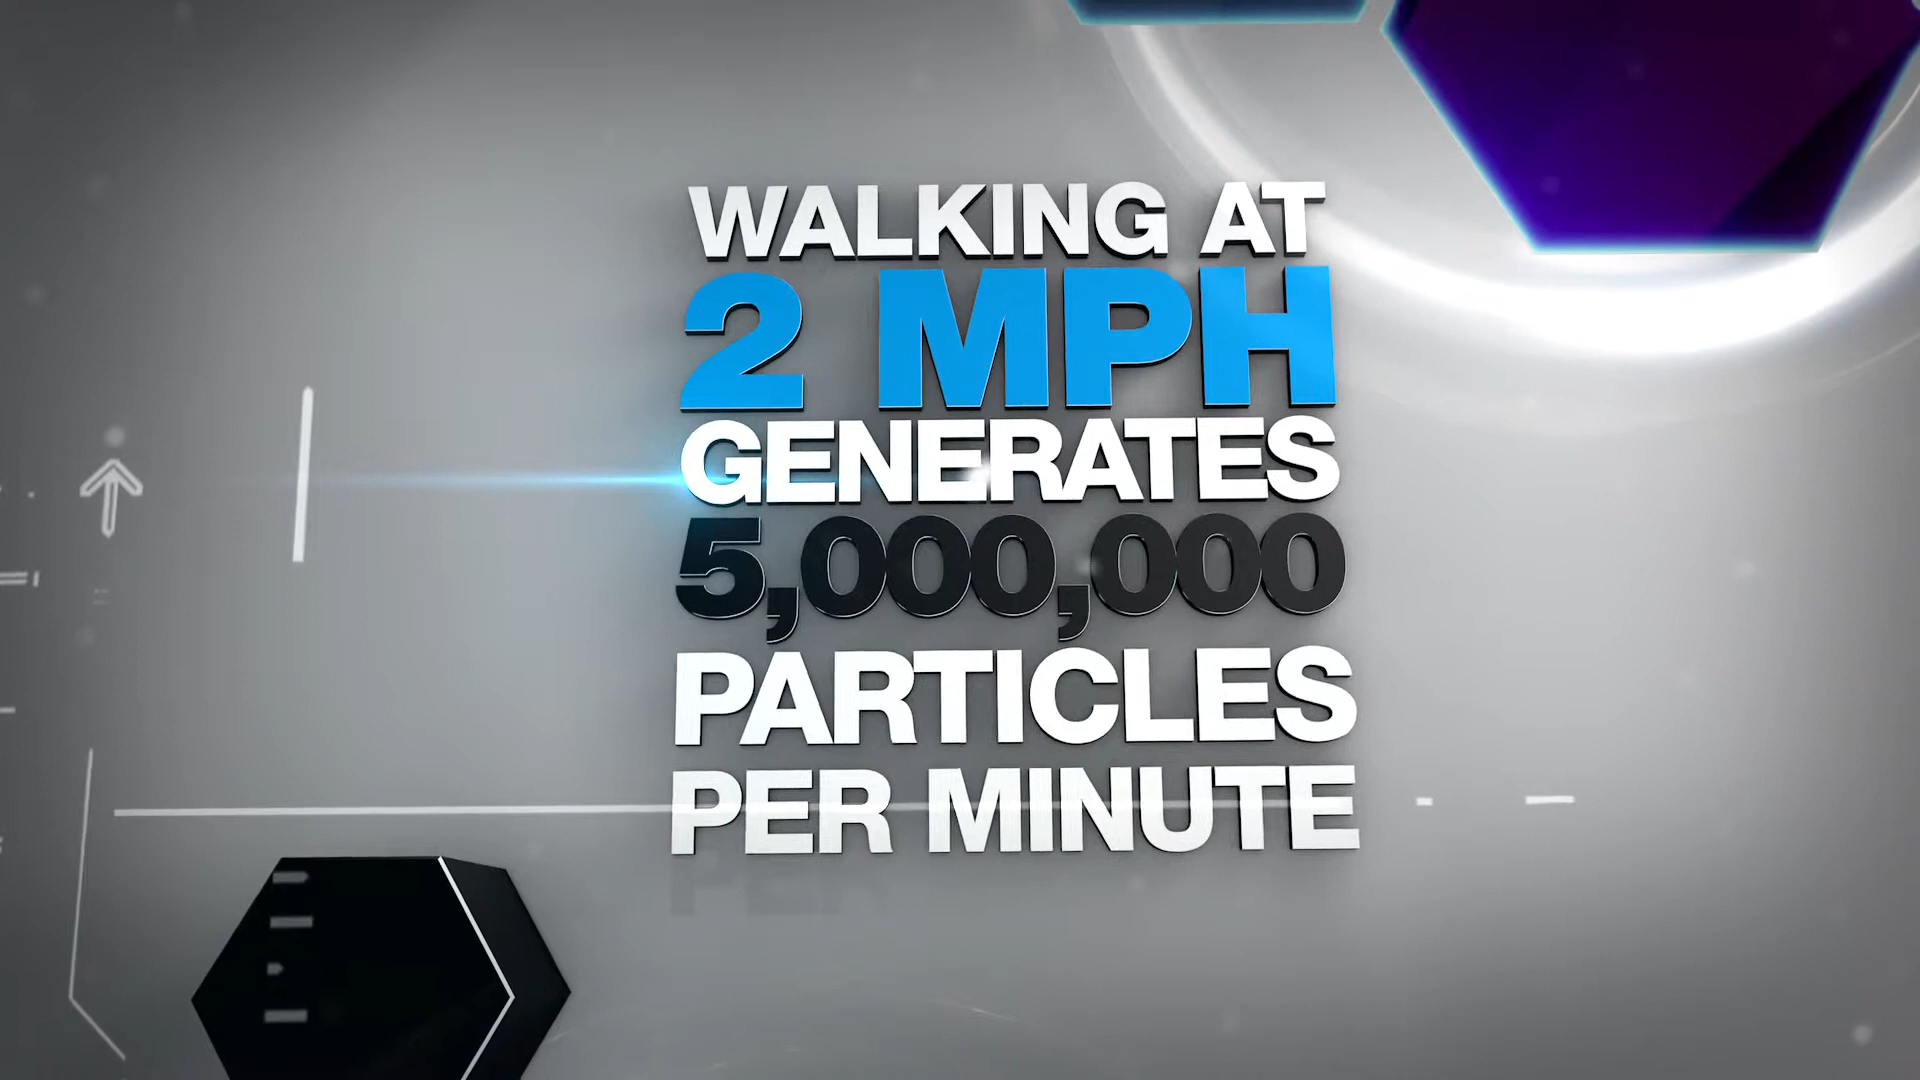 WALKING AT
2 MPH
GENERATES
5,000,000
PARTICLES
PER MINUTE